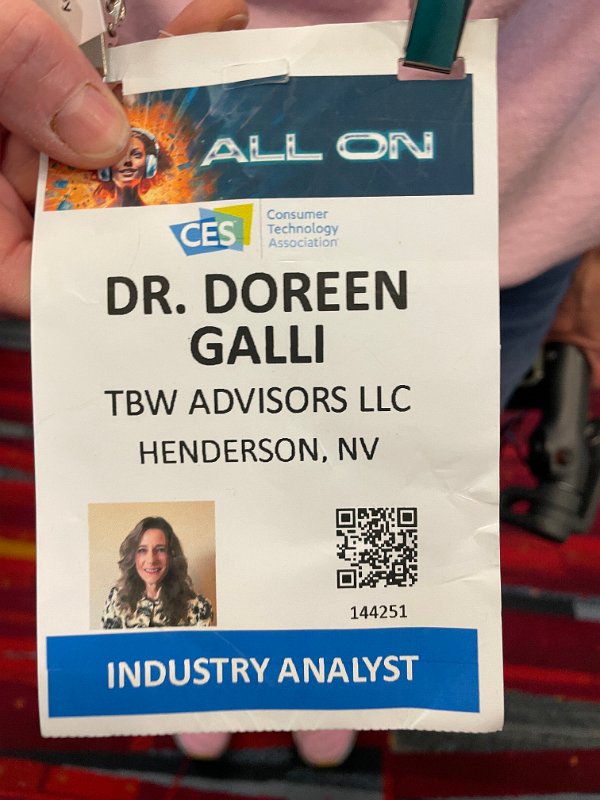 ALL ON
CES
Consumer
Technology
Association
DR. DOREEN
GALLI
TBW ADVISORS LLC
HENDERSON, NV
144251
INDUSTRY ANALYST